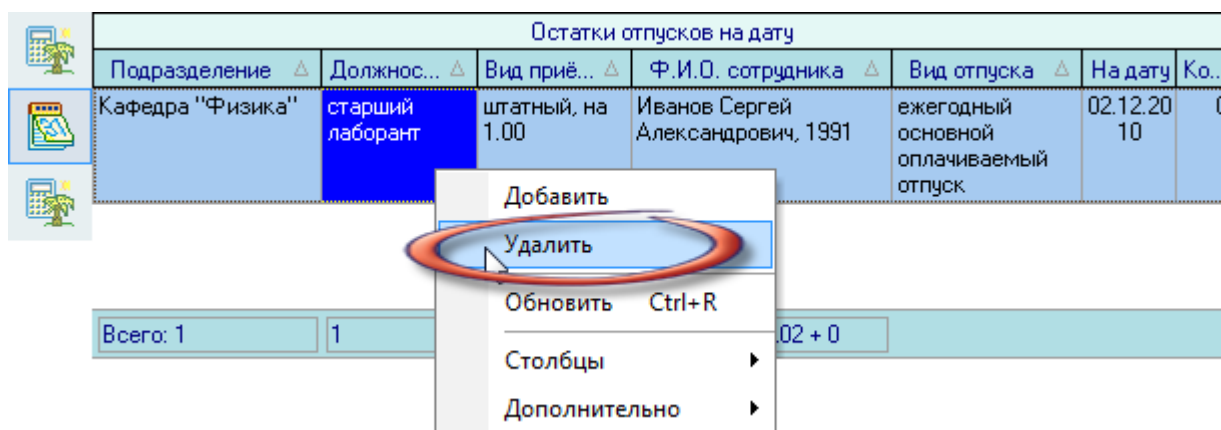 Остатки отпусков на дату
Подразделение Должнос... Вид приё... Ф.И.О. сотрудника Вид отпуска На дату Ко...
Кафедра "Физика" старший штатный, на Иванов Сергей ежегодный 02.12.20
лаборант 1.00 Александрович, 1991 основной 10
оплачиваемый
отпуск
Добавить
Удалить
Обновить Ctrl+R
Всего: 1 1 .02 + 0
Столбцы
Дополнительно